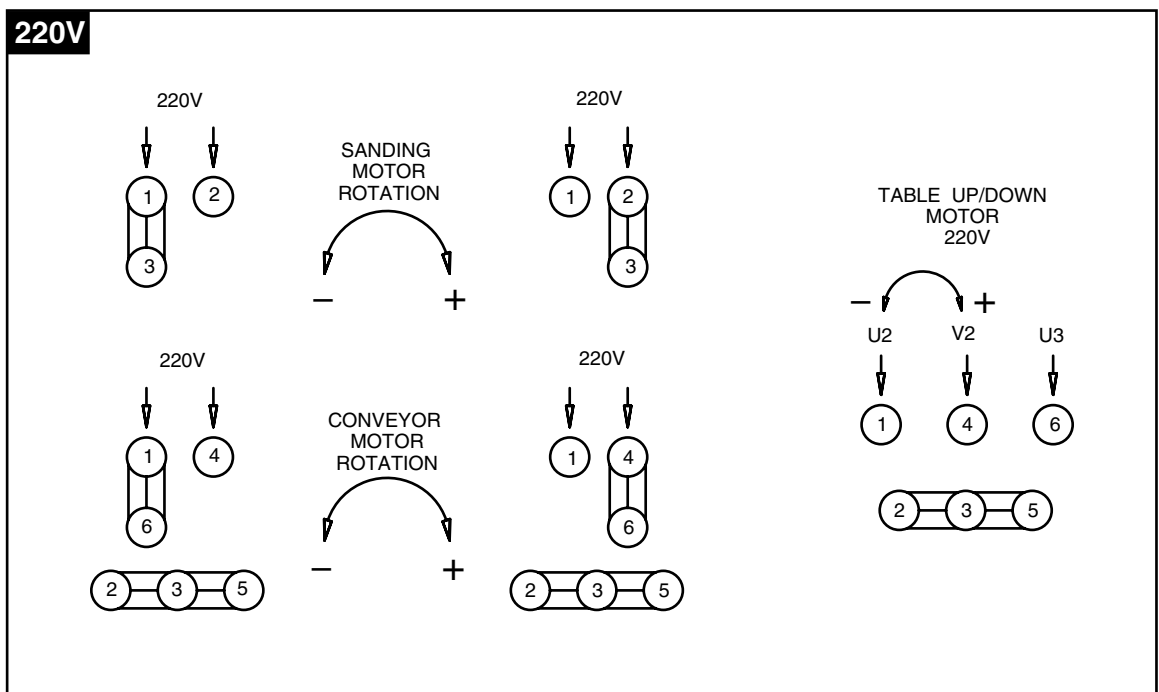 220V
220V
220V
SANDING
MOTOR
ROTATION
1
2
3
− +
1
2
3
220V
220V
CONVEYOR
MOTOR
ROTATION
1
4
6
2 3 5
− +
1
4
6
2 3 5
TABLE UP/DOWN
MOTOR
220V
− +
U2 V2 U3
1 4 6
2 3 5